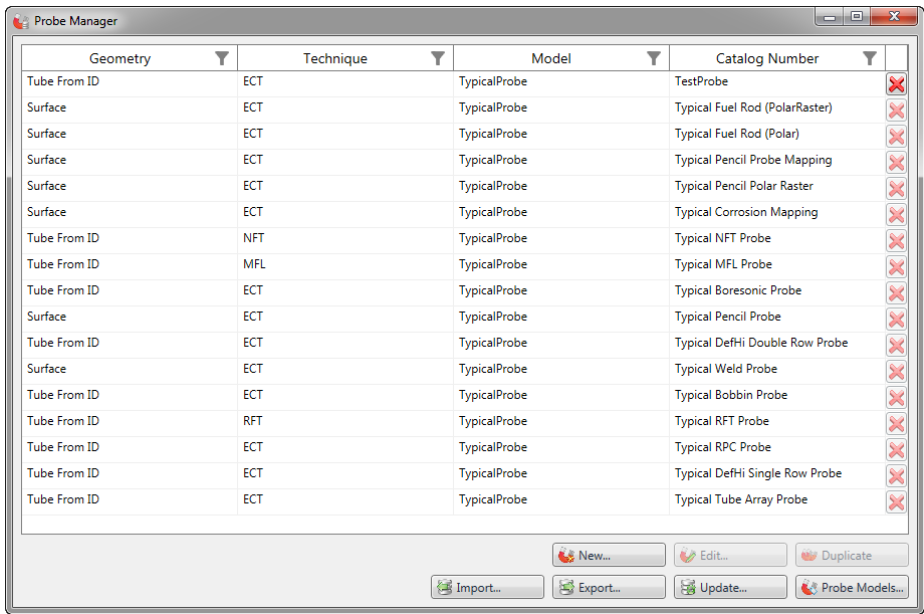 Probe Manager
Geometry Technique Model Catalog Number
Tube From ID ECT TypicalProbe TestProbe
Surface ECT TypicalProbe Typical Fuel Rod (PolarRaster)
Surface ECT TypicalProbe Typical Fuel Rod (Polar)
Surface ECT TypicalProbe Typical Pencil Probe Mapping
Surface ECT TypicalProbe Typical Pencil Polar Raster
Surface ECT TypicalProbe Typical Corrosion Mapping
Tube From ID NFT TypicalProbe Typical NFT Probe
Tube From ID MFL TypicalProbe Typical MFL Probe
Tube From ID ECT TypicalProbe Typical Boresonic Probe
Surface ECT TypicalProbe Typical Pencil Probe
Tube From ID ECT TypicalProbe Typical DefHi Double Row Probe
Surface ECT TypicalProbe Typical Weld Probe
Tube From ID ECT TypicalProbe Typical Bobbin Probe
Tube From ID RFT TypicalProbe Typical RFT Probe
Tube From ID ECT TypicalProbe Typical RPC Probe
Tube From ID ECT TypicalProbe Typical DefHi Single Row Probe
Tube From ID ECT TypicalProbe Typical Tube Array Probe
New... Edit... Duplicate
Import... Export... Update... Probe Models...